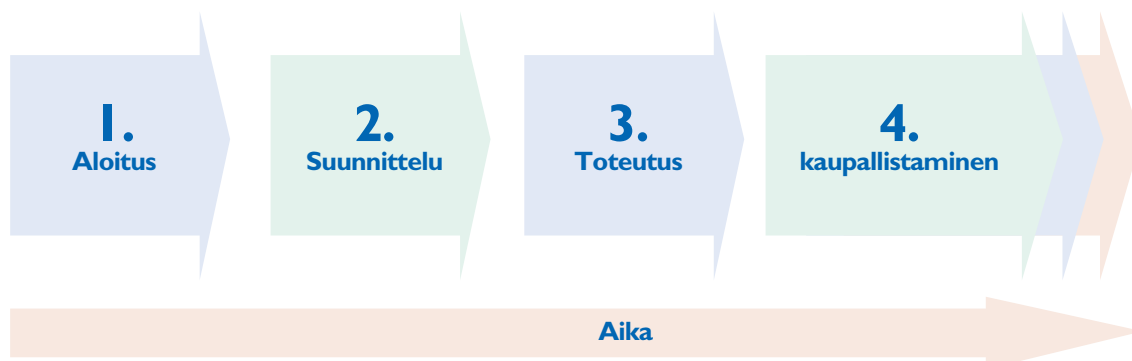 1.
Aloitus
2.
Suunnittelu
3.
Toteutus
4.
kaupallistaminen
Aika